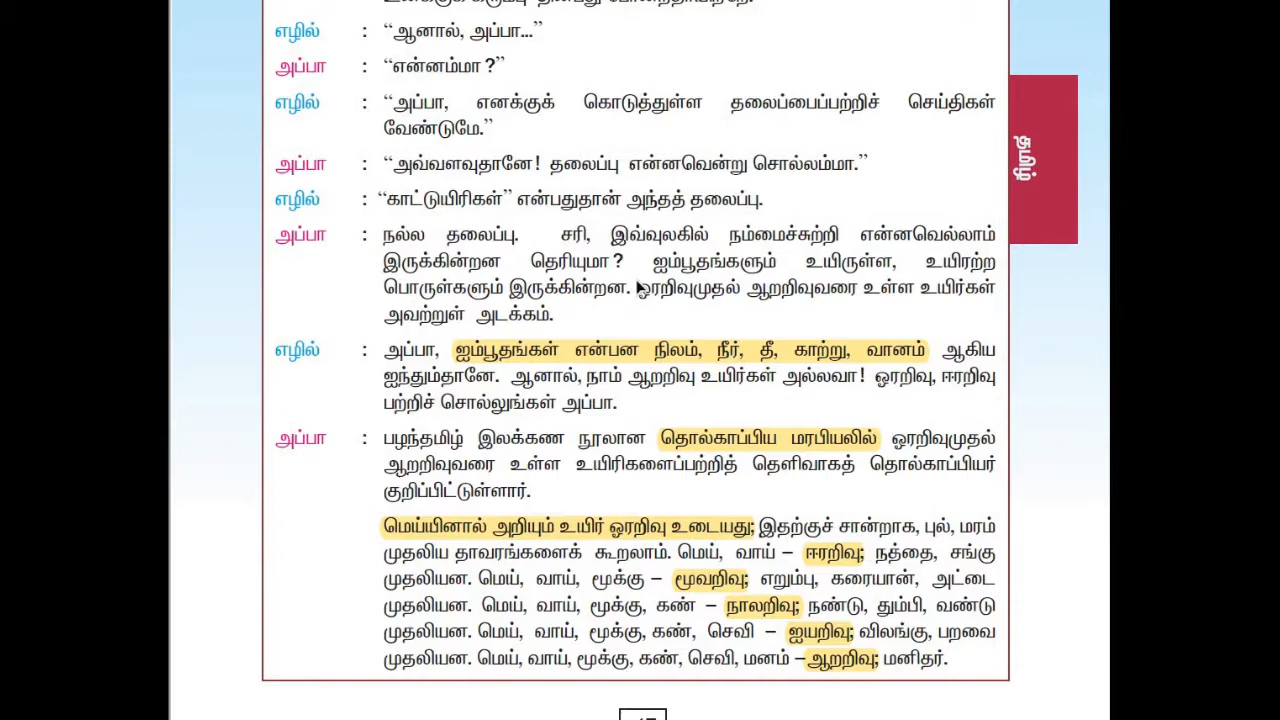 எழில் : “ஆனால், அப்பா...”
அப்பா : “என்னம்மா?”
எழில் : “அப்பா, எனக்குக் கொடுத்துள்ள தலைப்பைப்பற்றிச் செய்திகள்
வேண்டுமே.”
அப்பா : “அவ்வளவுதானே! தலைப்பு என்னவென்று சொல்லம்மா.”
எழில் : “காட்டுயிரிகள்” என்பதுதான் அந்தத் தலைப்பு.
அப்பா : நல்ல தலைப்பு. சரி, இவ்வுலகில் நம்மைச்சுற்றி என்னவெல்லாம்
இருக்கின்றன தெரியுமா? ஐம்பூதங்களும் உயிருள்ள, உயிரற்ற
பொருள்களும் இருக்கின்றன. ஓரறிவுமுதல் ஆறறிவுவரை உள்ள உயிர்கள்
அவற்றுள் அடக்கம்.
எழில் : அப்பா, ஐம்பூதங்கள் என்பன நிலம், நீர், தீ, காற்று, வானம் ஆகிய
ஐந்தும்தானே. ஆனால், நாம் ஆறறிவு உயிர்கள் அல்லவா! ஓரறிவு, ஈரறிவு
பற்றிச் சொல்லுங்கள் அப்பா.
அப்பா : பழந்தமிழ் இலக்கண நூலான தொல்காப்பிய மரபியலில் ஓரறிவுமுதல்
ஆறறிவுவரை உள்ள உயிரிகளைப்பற்றித் தெளிவாகத் தொல்காப்பியர்
குறிப்பிட்டுள்ளார்.
மெய்யினால் அறியும் உயிர் ஓரறிவு உடையது; இதற்குச் சான்றாக, புல், மரம்
முதலிய தாவரங்களைக் கூறலாம். மெய், வாய் – ஈரறிவு; நத்தை, சங்கு
முதலியன. மெய், வாய், மூக்கு – மூவறிவு; எறும்பு, கரையான், அட்டை
முதலியன. மெய், வாய், மூக்கு, கண் – நாலறிவு; நண்டு, தும்பி, வண்டு
முதலியன. மெய், வாய், மூக்கு, கண், செவி – ஐயறிவு; விலங்கு, பறவை
முதலியன. மெய், வாய், மூக்கு, கண், செவி, மனம் –ஆறறிவு; மனிதர்.
தமிழ்